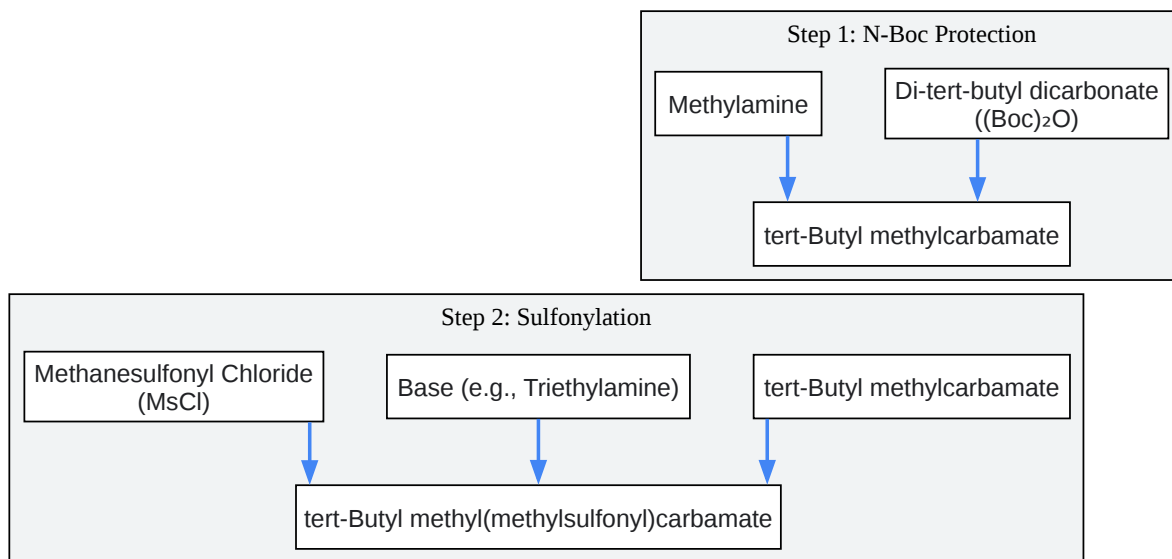 Step 1: N-Boc Protection
Methylamine
Di-tert-butyl dicarbonate
((Boc)₂O)
tert-Butyl methylcarbamate
Step 2: Sulfonylation
Methanesulfonyl Chloride
(MsCl)
Base (e.g., Triethylamine)
tert-Butyl methylcarbamate
tert-Butyl methyl(methylsulfonyl)carbamate